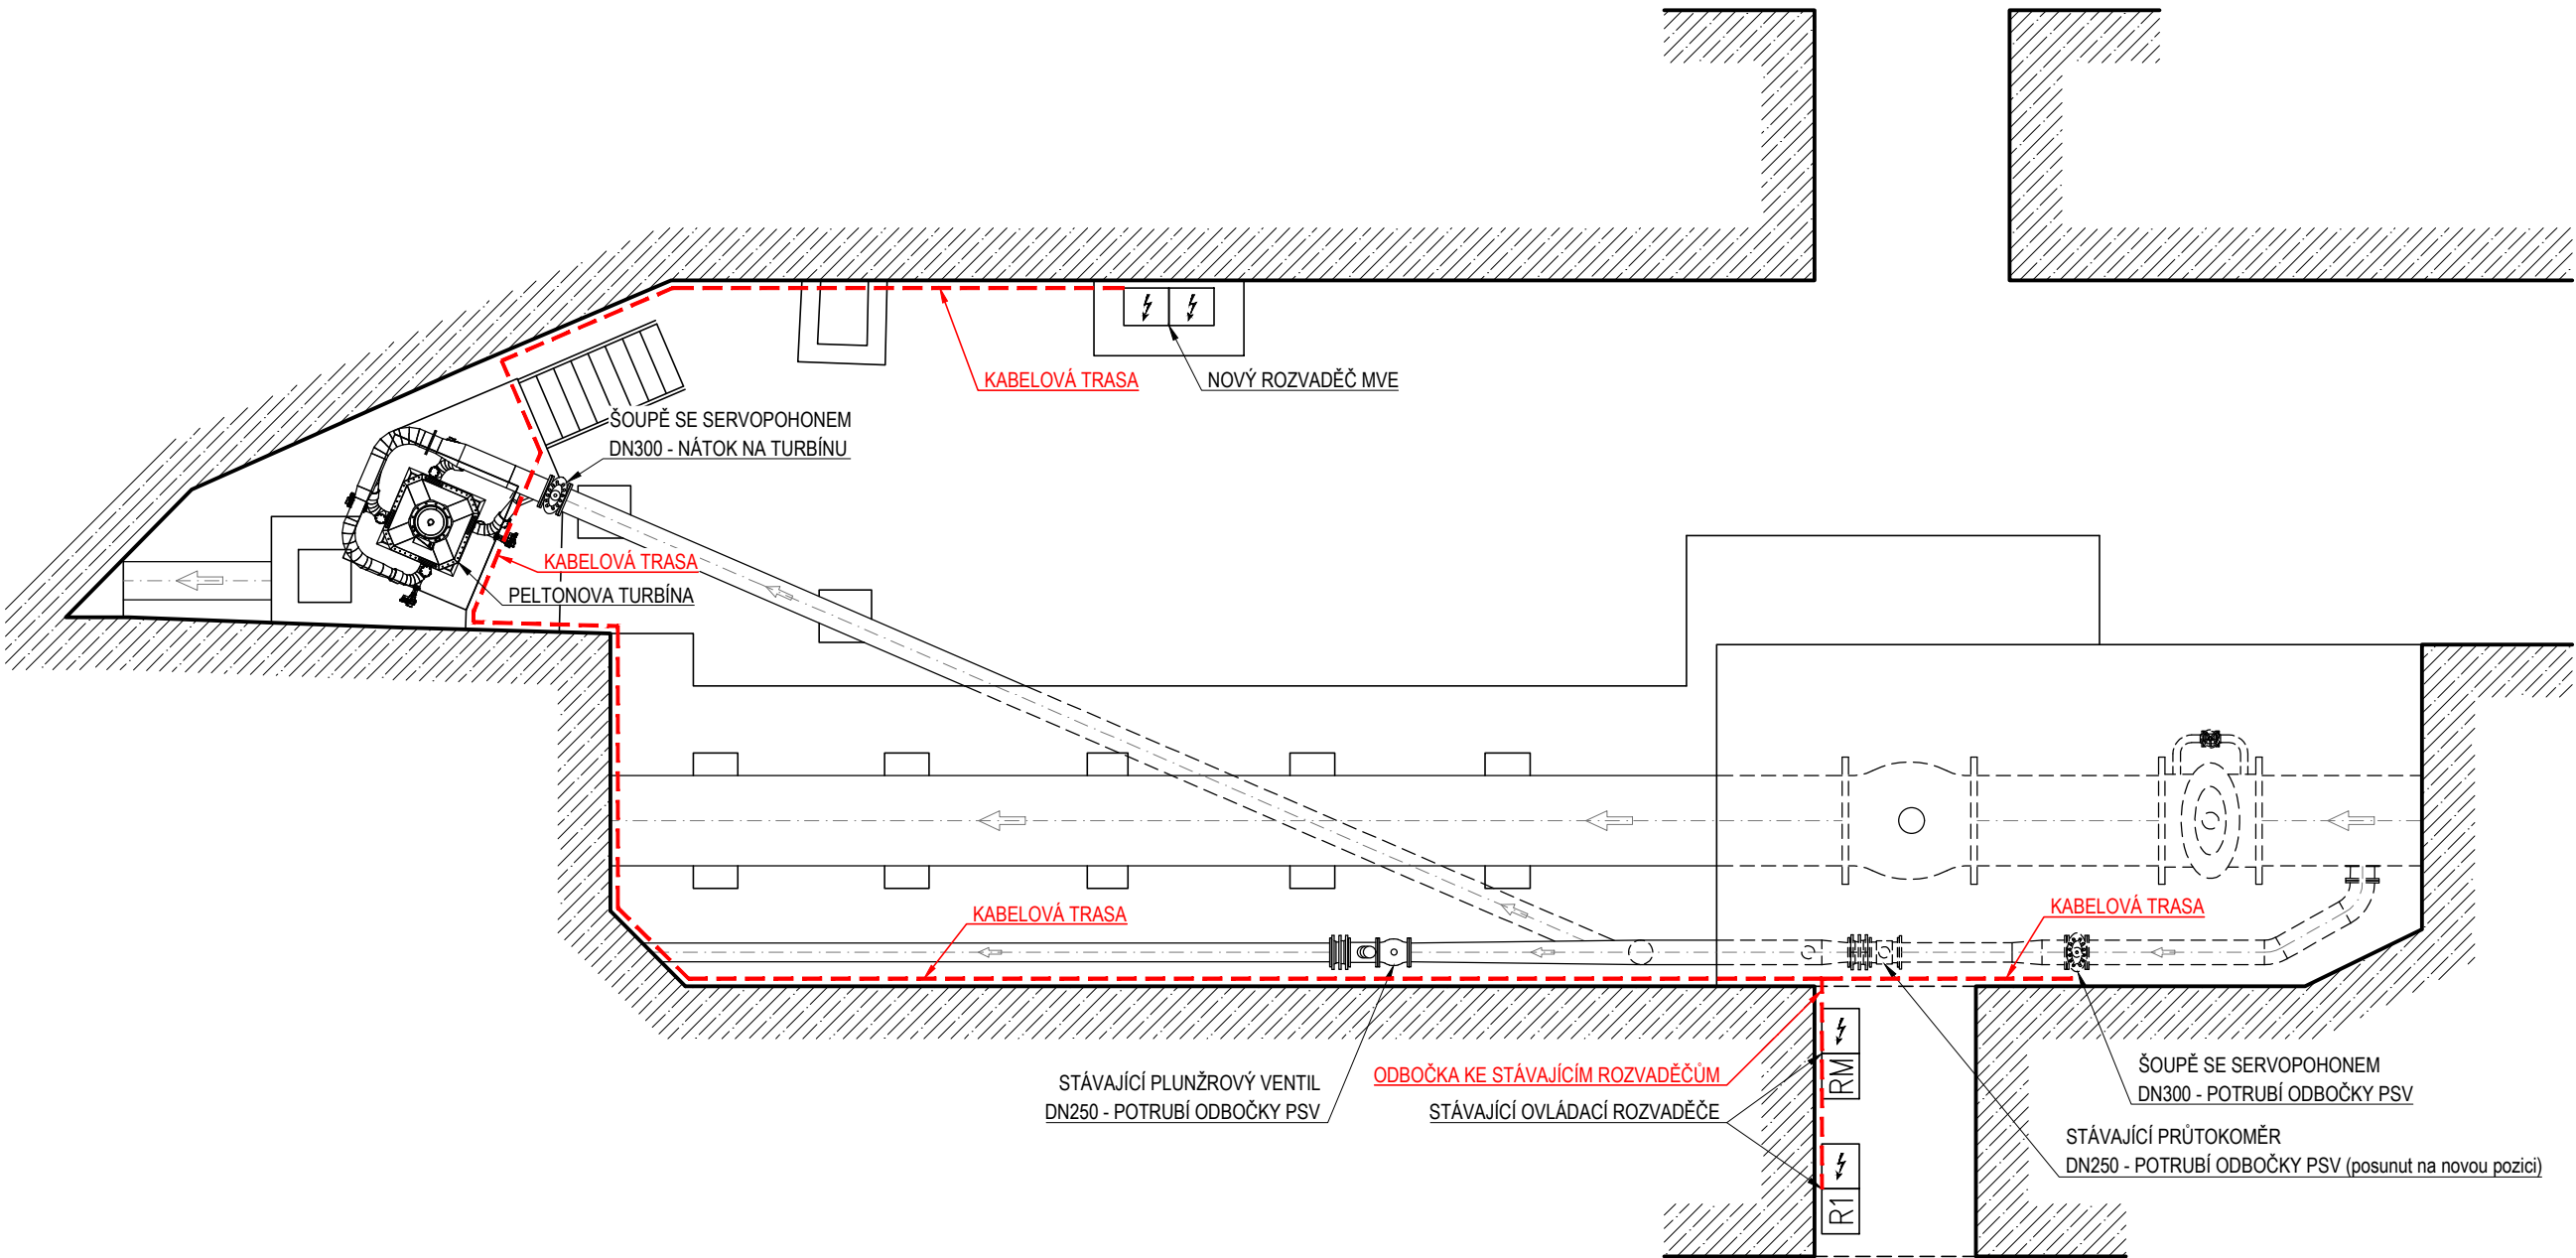 KABELOVÁ TRASA
NOVÝ ROZVADĚČ MVE
ŠOUPĚ SE SERVOPOHONEM
DN300 - NÁTOK NA TURBÍNU
KABELOVÁ TRASA
PELTONOVA TURBÍNA
KABELOVÁ TRASA
KABELOVÁ TRASA
STÁVAJÍCÍ PLUNŽROVÝ VENTIL
DN250 - POTRUBÍ ODBOČKY PSV
ODBOČKA KE STÁVAJÍCÍM ROZVADĚČŮM
STÁVAJÍCÍ OVLÁDACÍ ROZVADĚČE
RM
R1
ŠOUPĚ SE SERVOPOHONEM
DN300 - POTRUBÍ ODBOČKY PSV
STÁVAJÍCÍ PRŮTOKOMĚR
DN250 - POTRUBÍ ODBOČKY PSV (posunut na novou pozici)